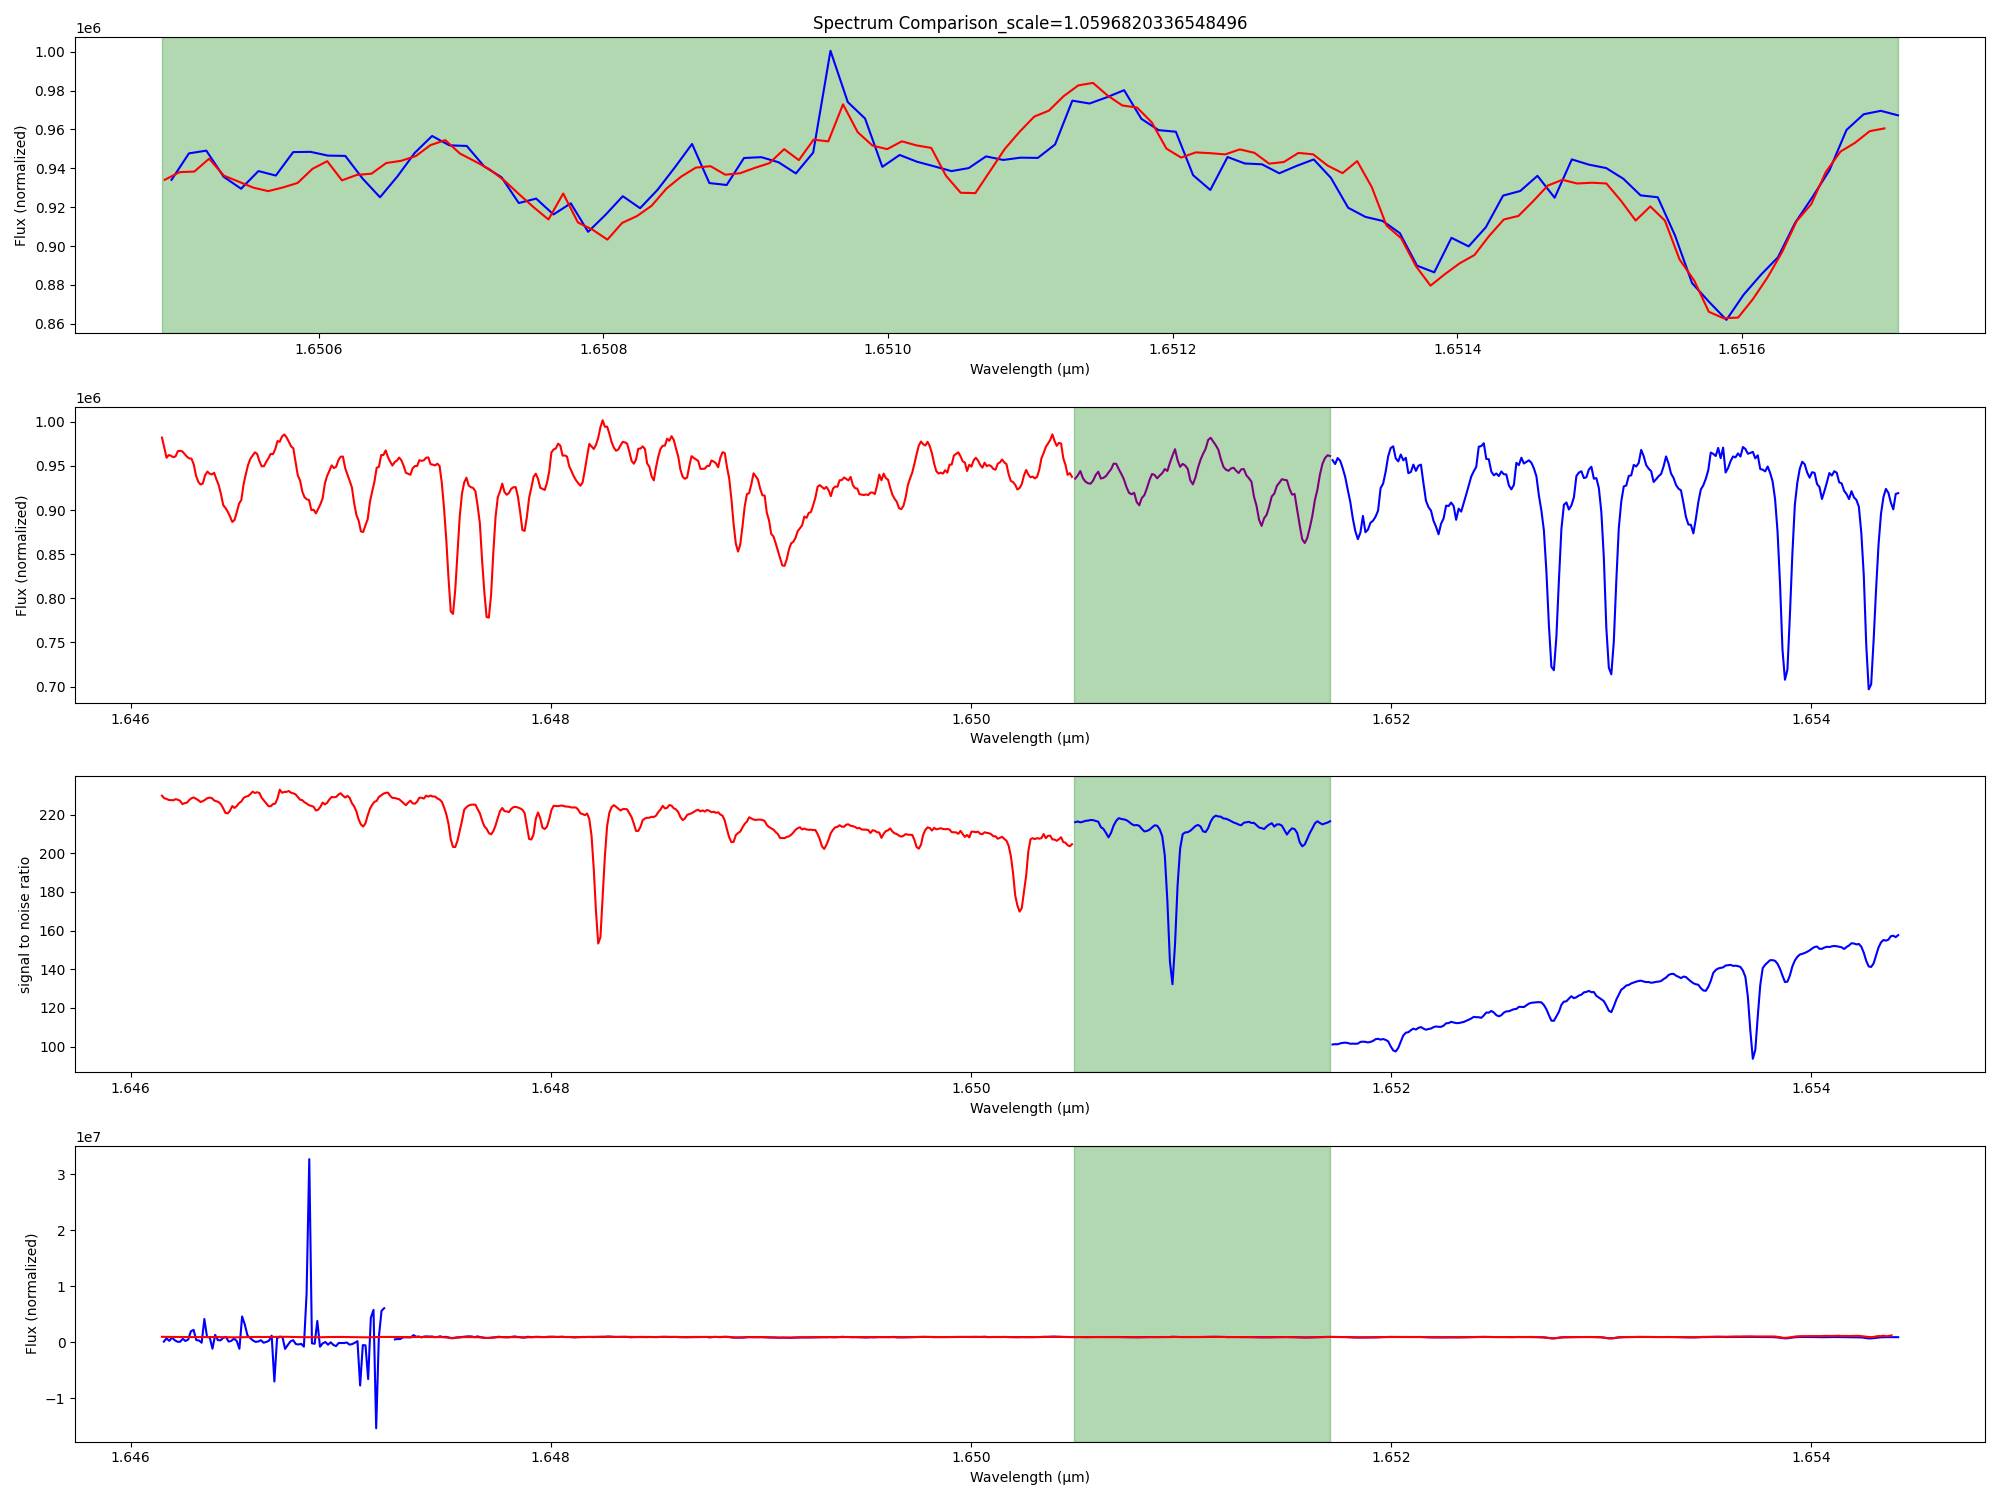 Spectrum Comparison_scale=1.0596820336548496
1e6
1.00
0.98
0.96
0.94
0.92
0.90
0.88
0.86
Flux (normalized)
1.6506 1.6508 1.6510 1.6512 1.6514 1.6516
Wavelength (μm)
1e6
1.00
0.95
0.90
0.85
0.80
0.75
0.70
Flux (normalized)
1.646 1.648 1.650 1.652 1.654
Wavelength (μm)
220
200
180
160
140
120
100
signal to noise ratio
1.646 1.648 1.650 1.652 1.654
Wavelength (μm)
1e7
3
2
1
0
−1
Flux (normalized)
1.646 1.648 1.650 1.652 1.654
Wavelength (μm)